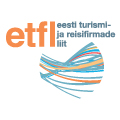 etfl eesti turismi-
ja reisifirmade
liit